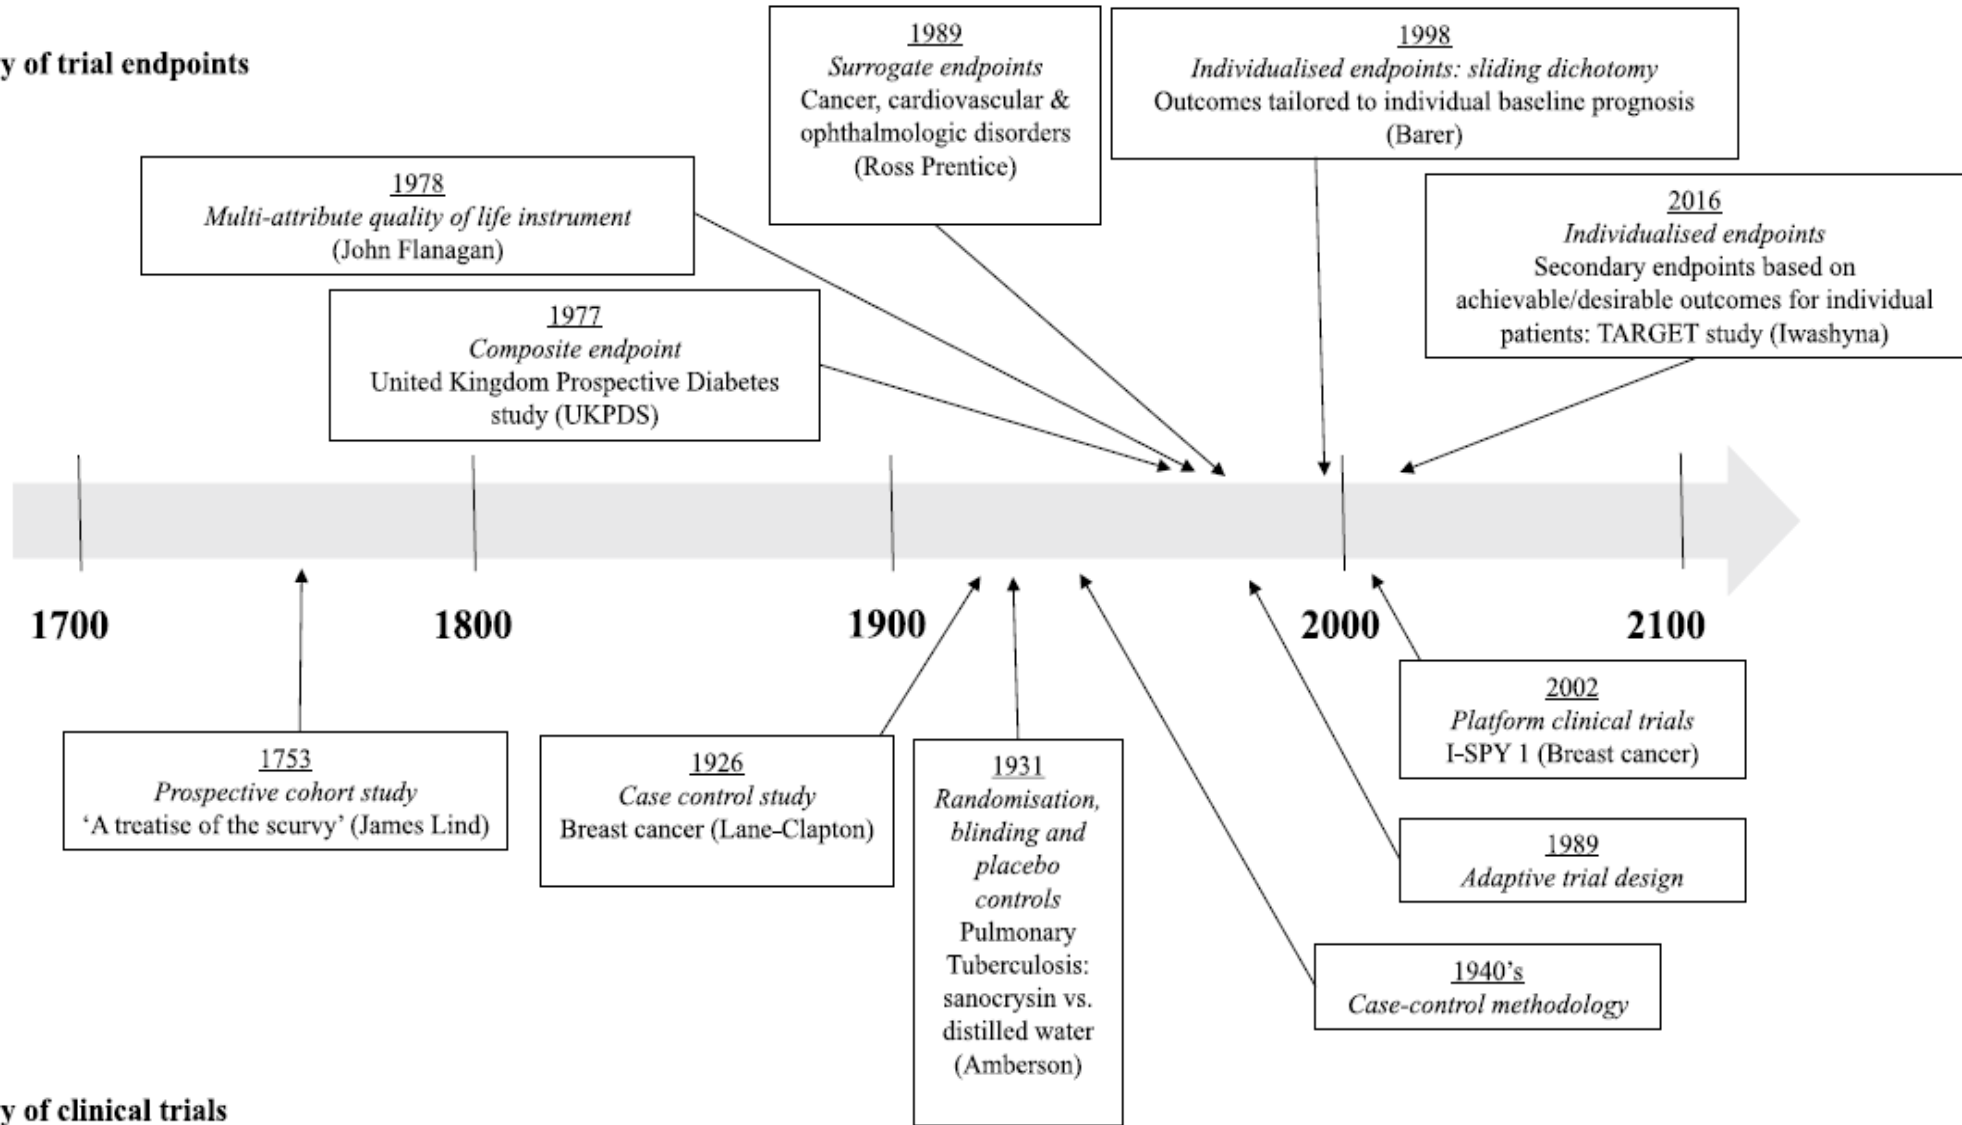 y of trial endpoints
1989
Surrogate endpoints
Cancer, cardiovascular &
ophthalmologic disorders
(Ross Prentice)
1998
Individualised endpoints: sliding dichotomy
Outcomes tailored to individual baseline prognosis
(Barer)
1978
Multi-attribute quality of life instrument
(John Flanagan)
2016
Individualised endpoints
Secondary endpoints based on
achievable/desirable outcomes for individual
patients: TARGET study (Iwashyna)
1977
Composite endpoint
United Kingdom Prospective Diabetes
study (UKPDS)
1700
1800
1900
2000
2100
1753
Prospective cohort study
‘A treatise of the scurvy’ (James Lind)
1926
Case control study
Breast cancer (Lane-Clapton)
1931
Randomisation,
blinding and
placebo
controls
Pulmonary
Tuberculosis:
sanocrysin vs.
distilled water
(Amberson)
2002
Platform clinical trials
I-SPY 1 (Breast cancer)
1989
Adaptive trial design
1940’s
Case-control methodology
y of clinical trials